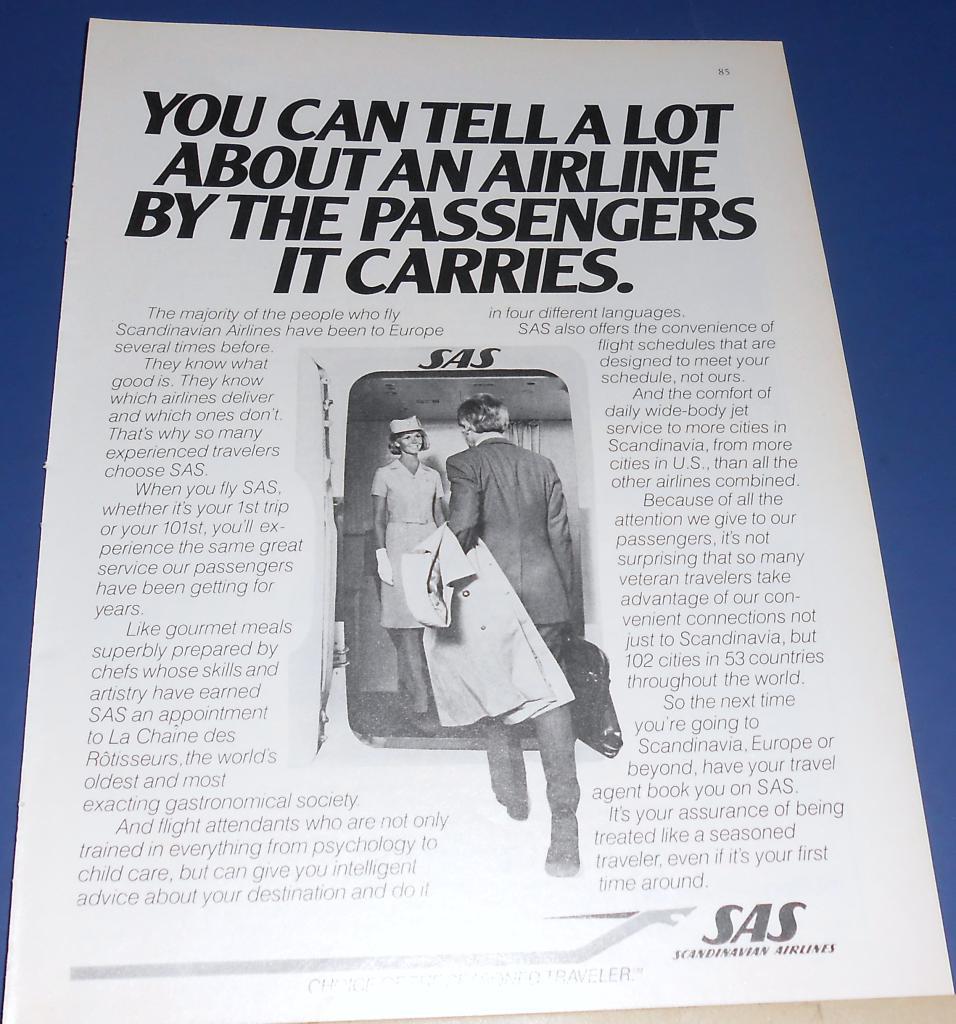 85
YOU CAN TELL A LOT
ABOUT AN AIRLINE
BY THE PASSENGERS
IT CARRIES.
The majority of the people who fly
Scandinavian Airlines have been to Europe
several times before.
They know what
good is. They know
which airlines deliver
and which ones don't.
That's why so many
experienced travelers
choose SAS.
When you fly SAS,
whether it's your 1st trip
or your 101st, you'll ex-
perience the same great
service our passengers
have been getting for
years.
Like gourmet meals
superbly prepared by
chefs whose skills and
artistry have earned
SAS an appointment
to La Chaîne des
Rôtisseurs, the world's
oldest and most
exacting gastronomical society.
And flight attendants who are not only
trained in everything from psychology to
child care, but can give you intelligent
advice about your destination and do it
SAS
in four different languages.
SAS also offers the convenience of
flight schedules that are
designed to meet your
schedule, not ours.
And the comfort of
daily wide-body jet
service to more cities in
Scandinavia, from more
cities in U.S., than all the
other airlines combined.
Because of all the
attention we give to our
passengers, it's not
surprising that so many
veteran travelers take
advantage of our con-
venient connections not
just to Scandinavia, but
102 cities in 53 countries
throughout the world.
So the next time
you're going to
Scandinavia, Europe or
beyond, have your travel
agent book you on SAS.
It's your assurance of being
treated like a seasoned
traveler, even if it's your first
time around.
SAS
SCANDINAVIAN AIRLINES
CHOICE OF THE SEASONED TRAVELER.™